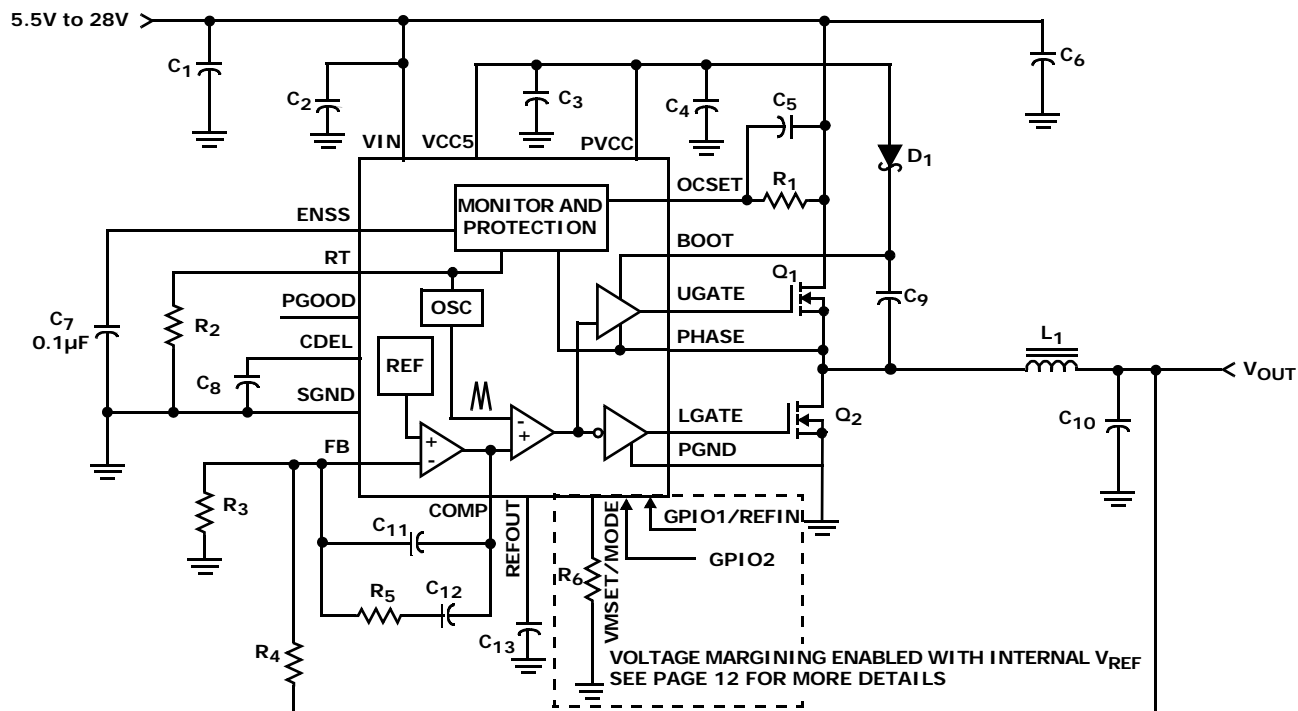 5.5V to 28V
C1
C2
C3
C4
C5
C6
VIN
VCC5
PVCC
D1
OCSET
R1
MONITOR AND
PROTECTION
ENSS
BOOT
RT
Q1
UGATE
C9
PGOOD
OSC
C7
0.1µF
R2
PHASE
CDEL
REF
L1
VOUT
C8
SGND
LGATE
Q2
C10
FB
PGND
+
-
-
+
R3
COMP
REFOUT
VMSET/MODE
GPIO1/REFIN
C11
GPIO2
R6
R5
C12
C13
R4
VOLTAGE MARGINING ENABLED WITH INTERNAL VREF
SEE PAGE 12 FOR MORE DETAILS